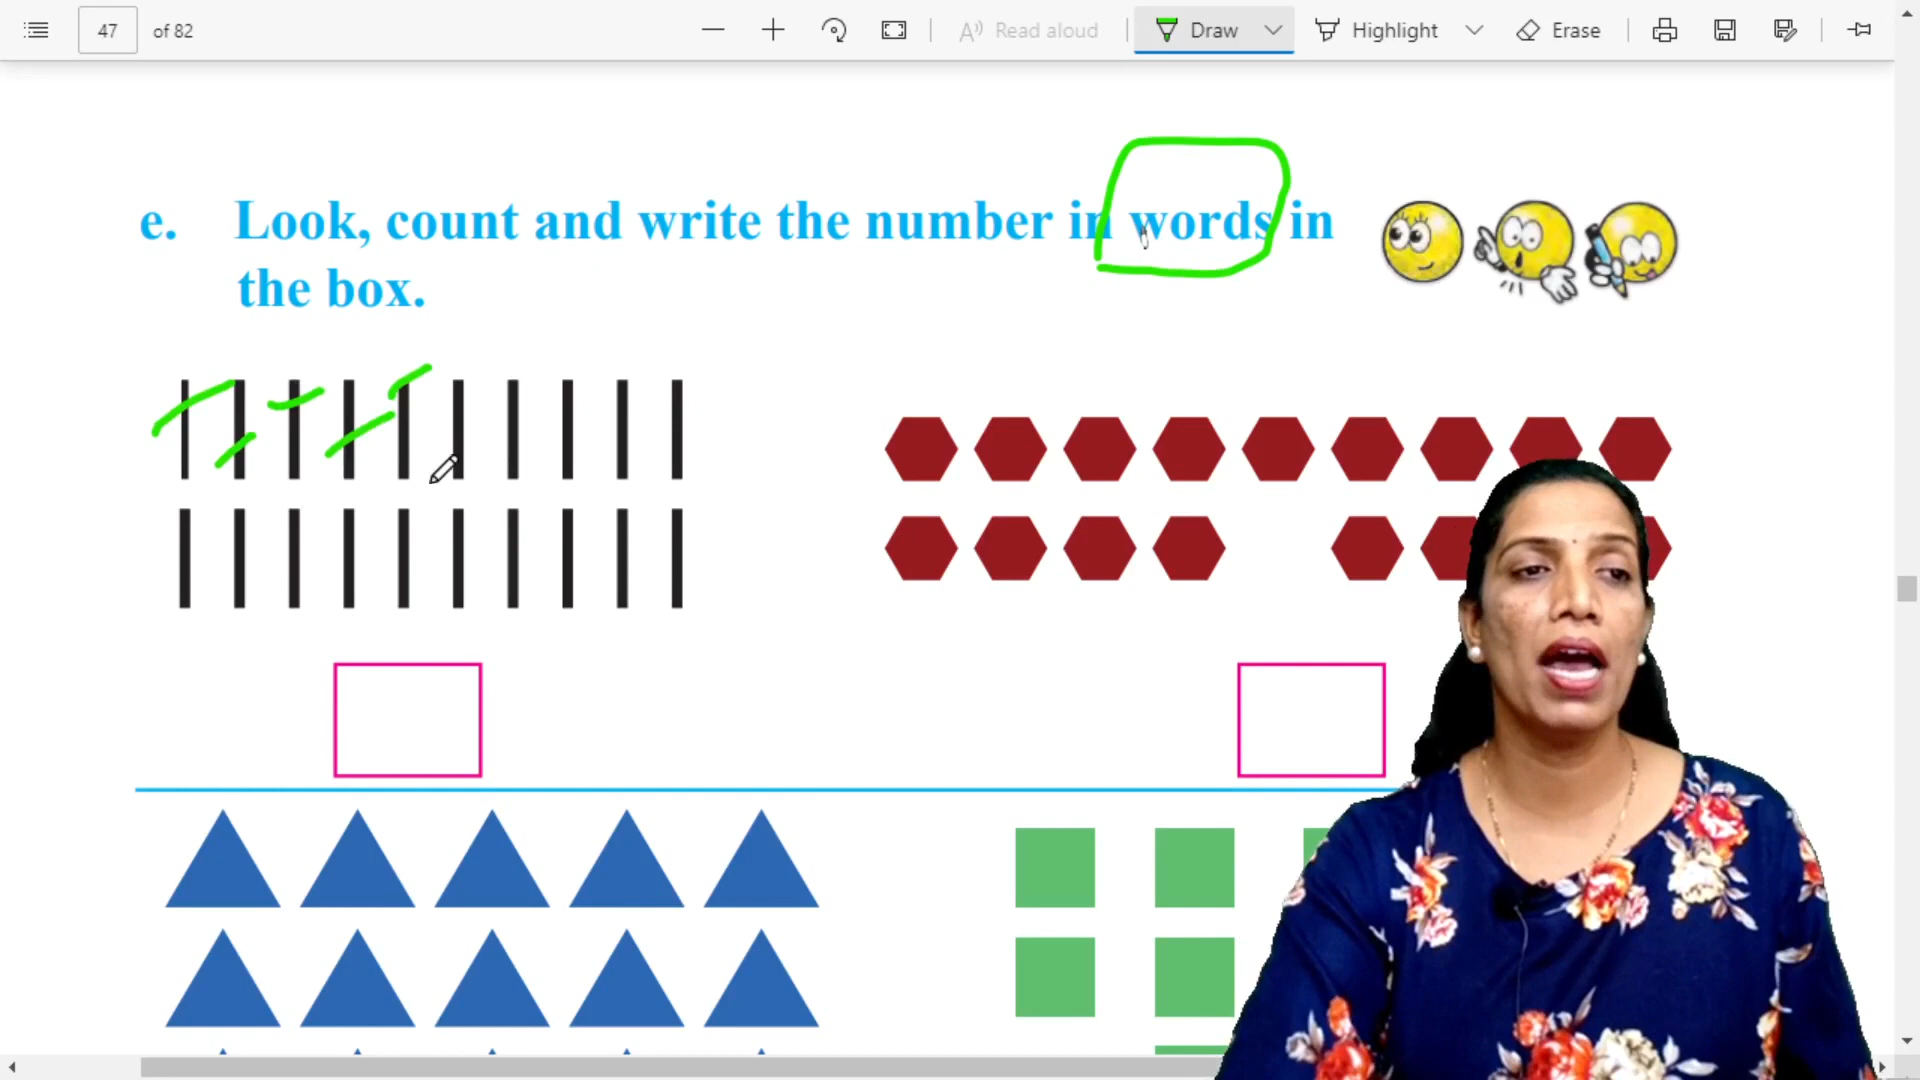 47 of 82 Read aloud Draw Highlight Erase
e. Look, count and write the number in words in
the box.